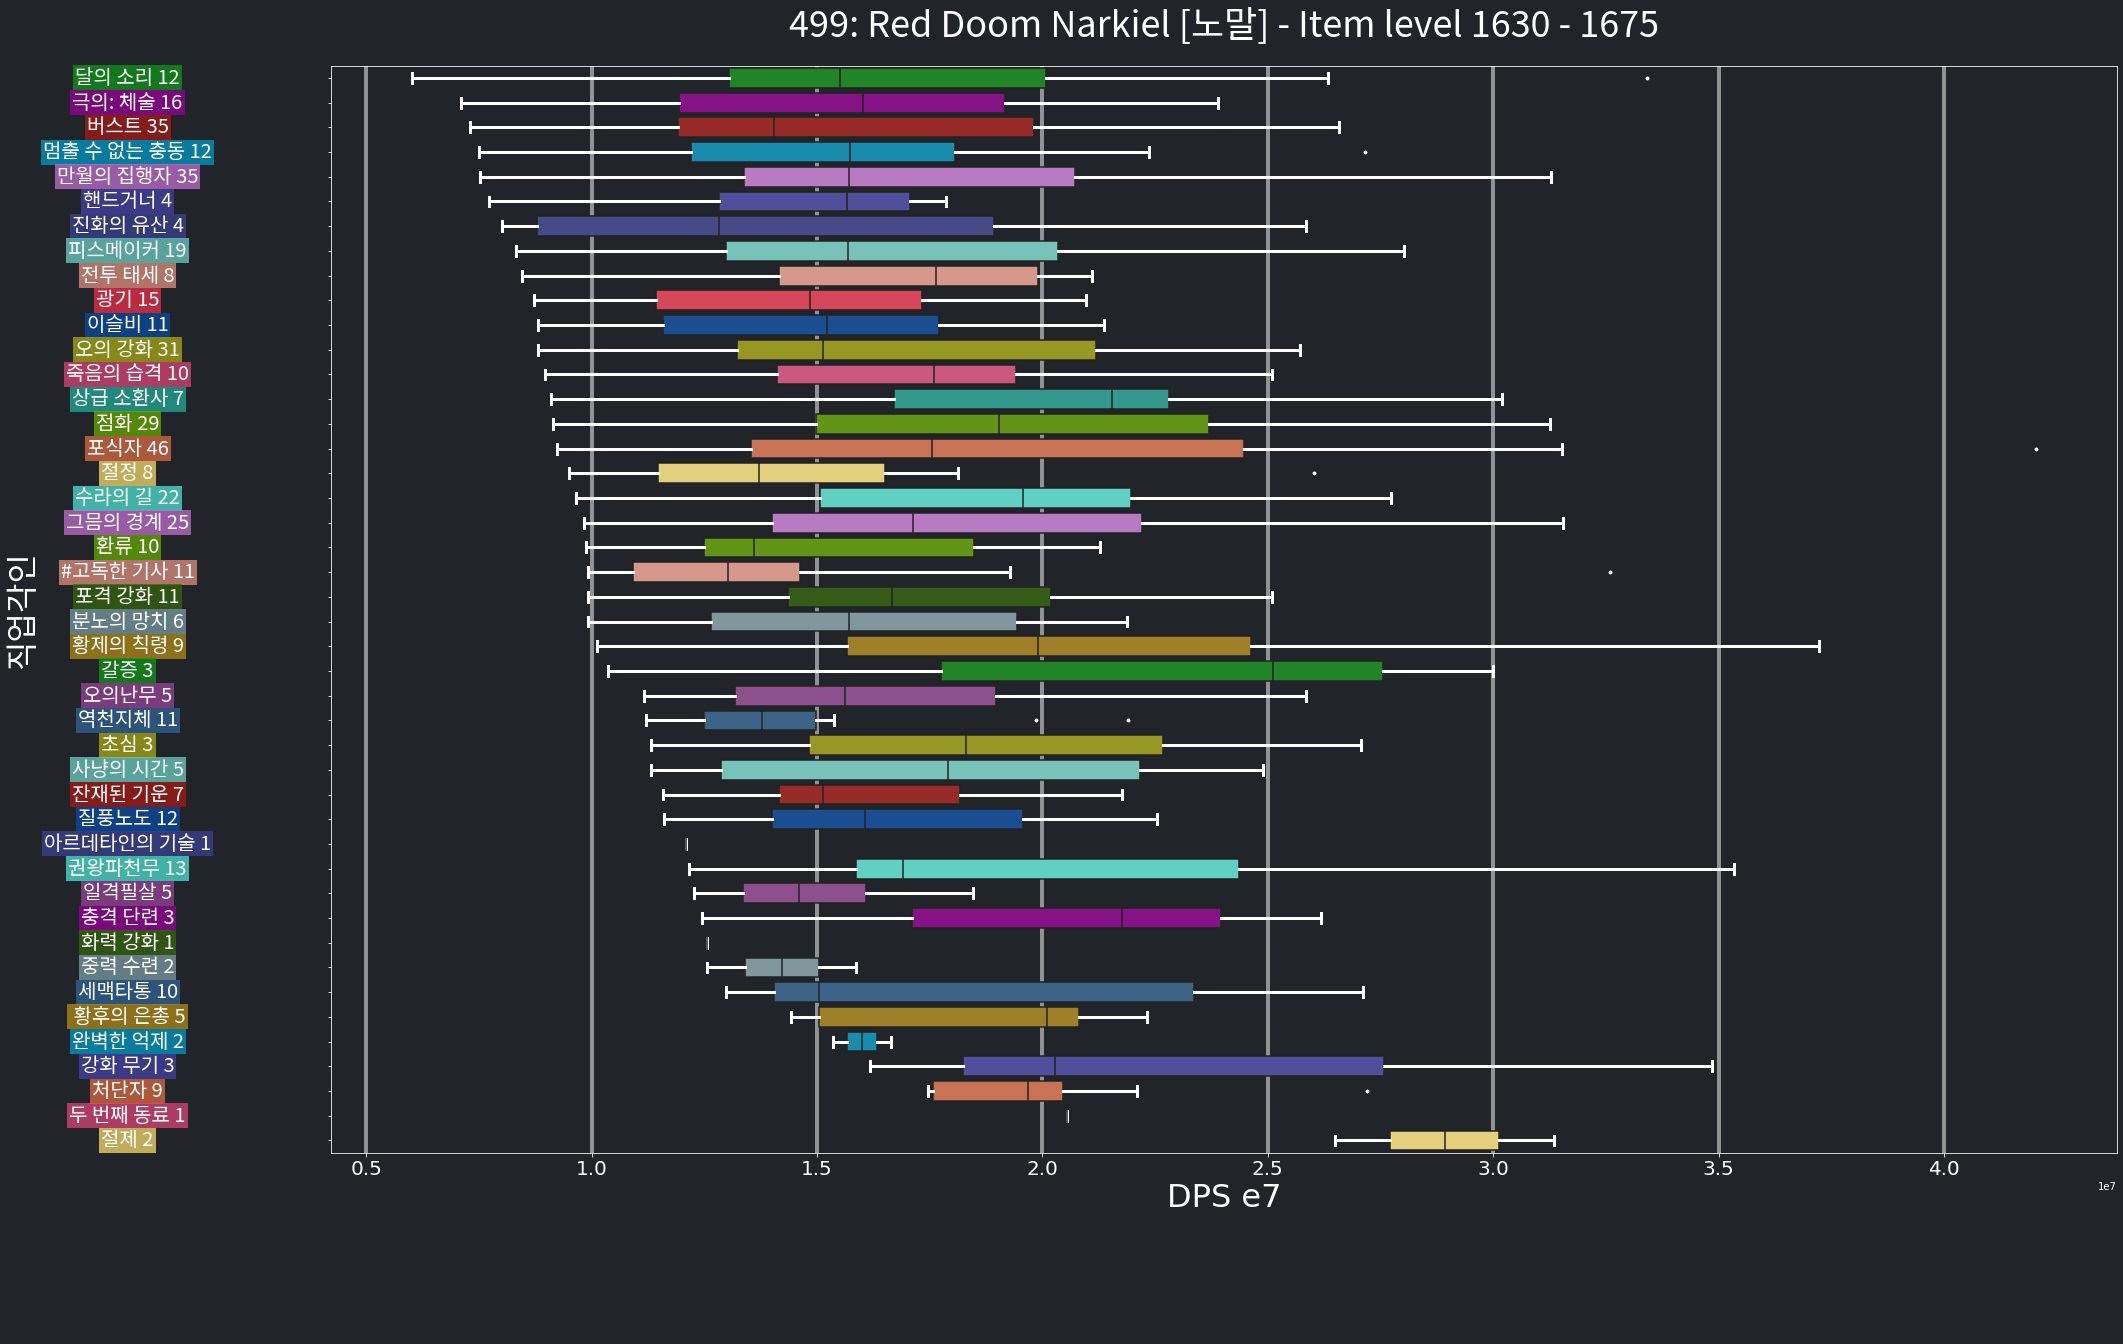 499: Red Doom Narkiel [노말] - Item level 1630 - 1675
직업각인
달의 소리 12
극의: 체술 16
버스트 35
멈출 수 없는 충동 12
만월의 집행자 35
핸드거너 4
진화의 유산 4
피스메이커 19
전투 태세 8
광기 15
이슬비 11
오의 강화 31
죽음의 습격 10
상급 소환사 7
점화 29
포식자 46
절정 8
수라의 길 22
그믐의 경계 25
환류 10
#고독한 기사 11
포격 강화 11
분노의 망치 6
황제의 칙령 9
갈증 3
오의난무 5
역천지체 11
초심 3
사냥의 시간 5
잔재된 기운 7
질풍노도 12
아르데타인의 기술 1
권왕파천무 13
일격필살 5
충격 단련 3
화력 강화 1
중력 수련 2
세맥타통 10
황후의 은총 5
완벽한 억제 2
강화 무기 3
처단자 9
두 번째 동료 1
절제 2
0.5 1.0 1.5 2.0 2.5 3.0 3.5 4.0
1e7
DPS e7